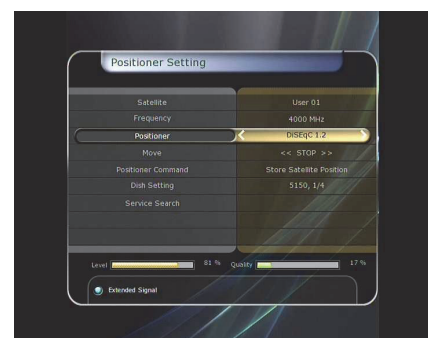 Positioner Setting
Satellite User 01
Frequency 4000 MHz
Positioner DiSEqC 1.2
Move << STOP >>
Positioner Command Store Satellite Position
Dish Setting 5150, 1/4
Service Search
Level 81 % Quality 17 %
Extended Signal